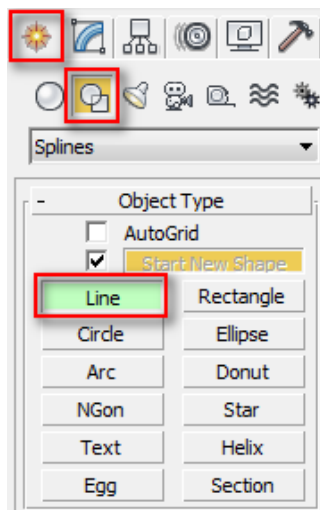 Splines
- Object Type
AutoGrid
Start New Shape
Line Rectangle
Circle Ellipse
Arc Donut
NGon Star
Text Helix
Egg Section